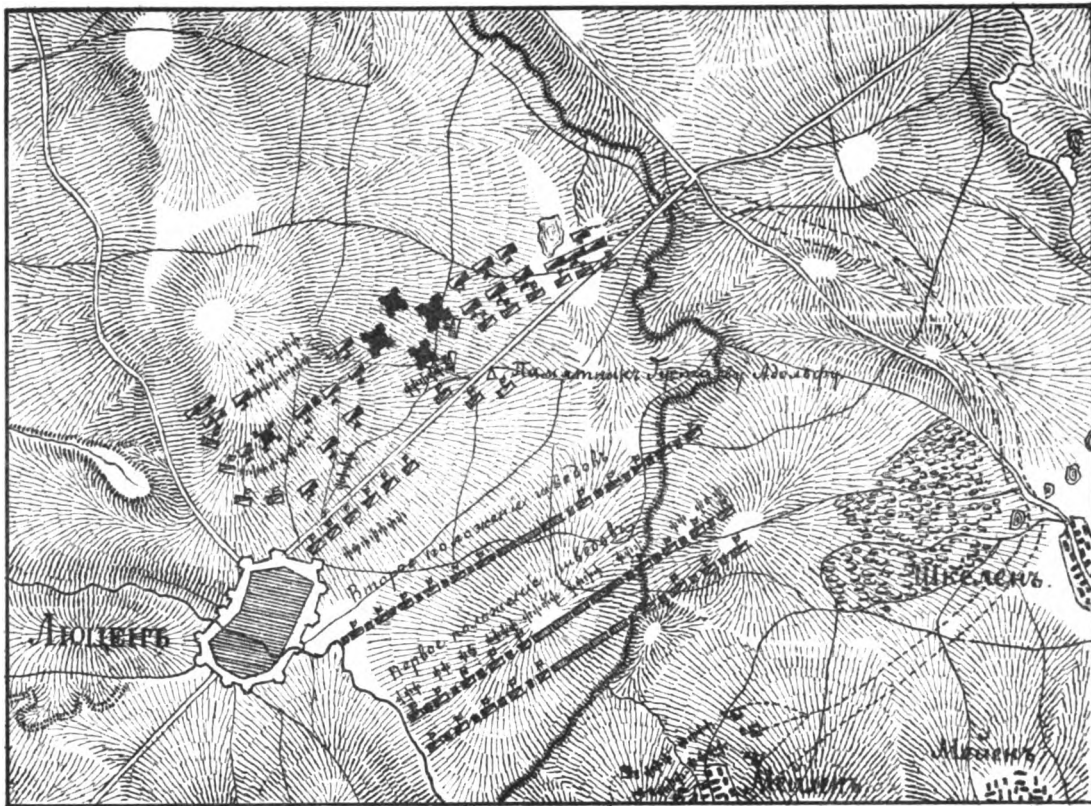 Памятникъ Густаву Адольфу
Второе положеніе шведовъ
Первое положеніе шведовъ
Люценъ
Шкеленъ.
Мейенъ